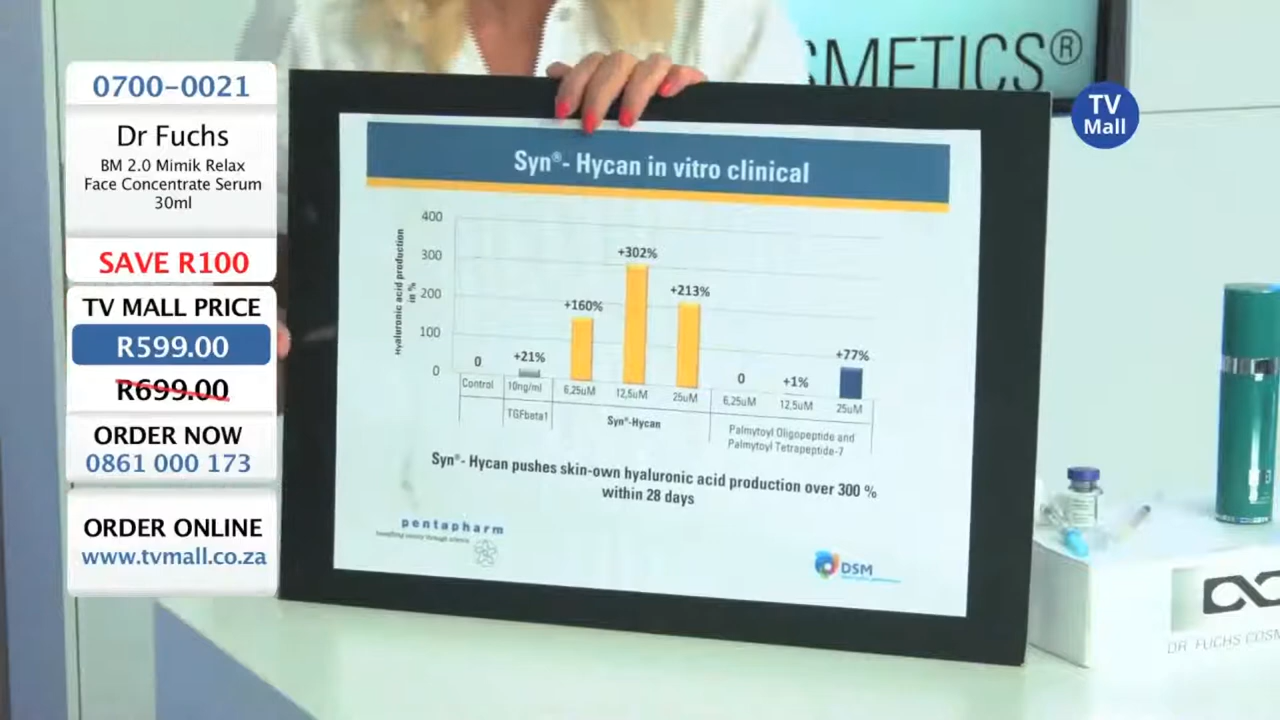 0700-0021
Dr Fuchs
BM 2.0 Mimik Relax
Face Concentrate Serum
30ml
SAVE R100
TV MALL PRICE
R599.00
R699.00
ORDER NOW
0861 000 173
ORDER ONLINE
www.tvmall.co.za
SMETICS®
TV
Mall
Syn®- Hycan in vitro clinical
Hyaluronic acid production
in %
400
300
200
100
0
0
+21%
+160%
+302%
+213%
0
+1%
+77%
Control
10ng/ml
6,25uM
12,5uM
25uM
6,25uM
12,5uM
25uM
TGFbeta1
Syn®-Hycan
Palmytoyl Oligopeptide and
Palmytoyl Tetrapeptide-7
Syn®- Hycan pushes skin-own hyaluronic acid production over 300 %
within 28 days
pentapharm
DSM
DR FUCHS COSM